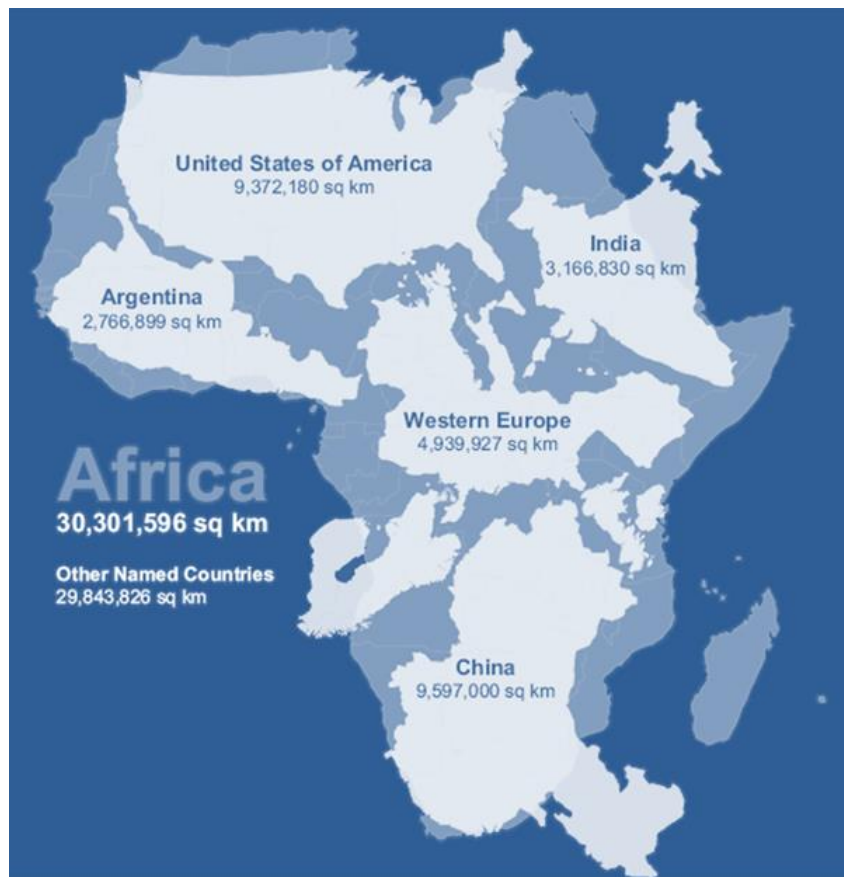 United States of America
9,372,180 sq km
India
3,166,830 sq km
Argentina
2,766,899 sq km
Western Europe
4,939,927 sq km
Africa
30,301,596 sq km
Other Named Countries
29,843,826 sq km
China
9,597,000 sq km